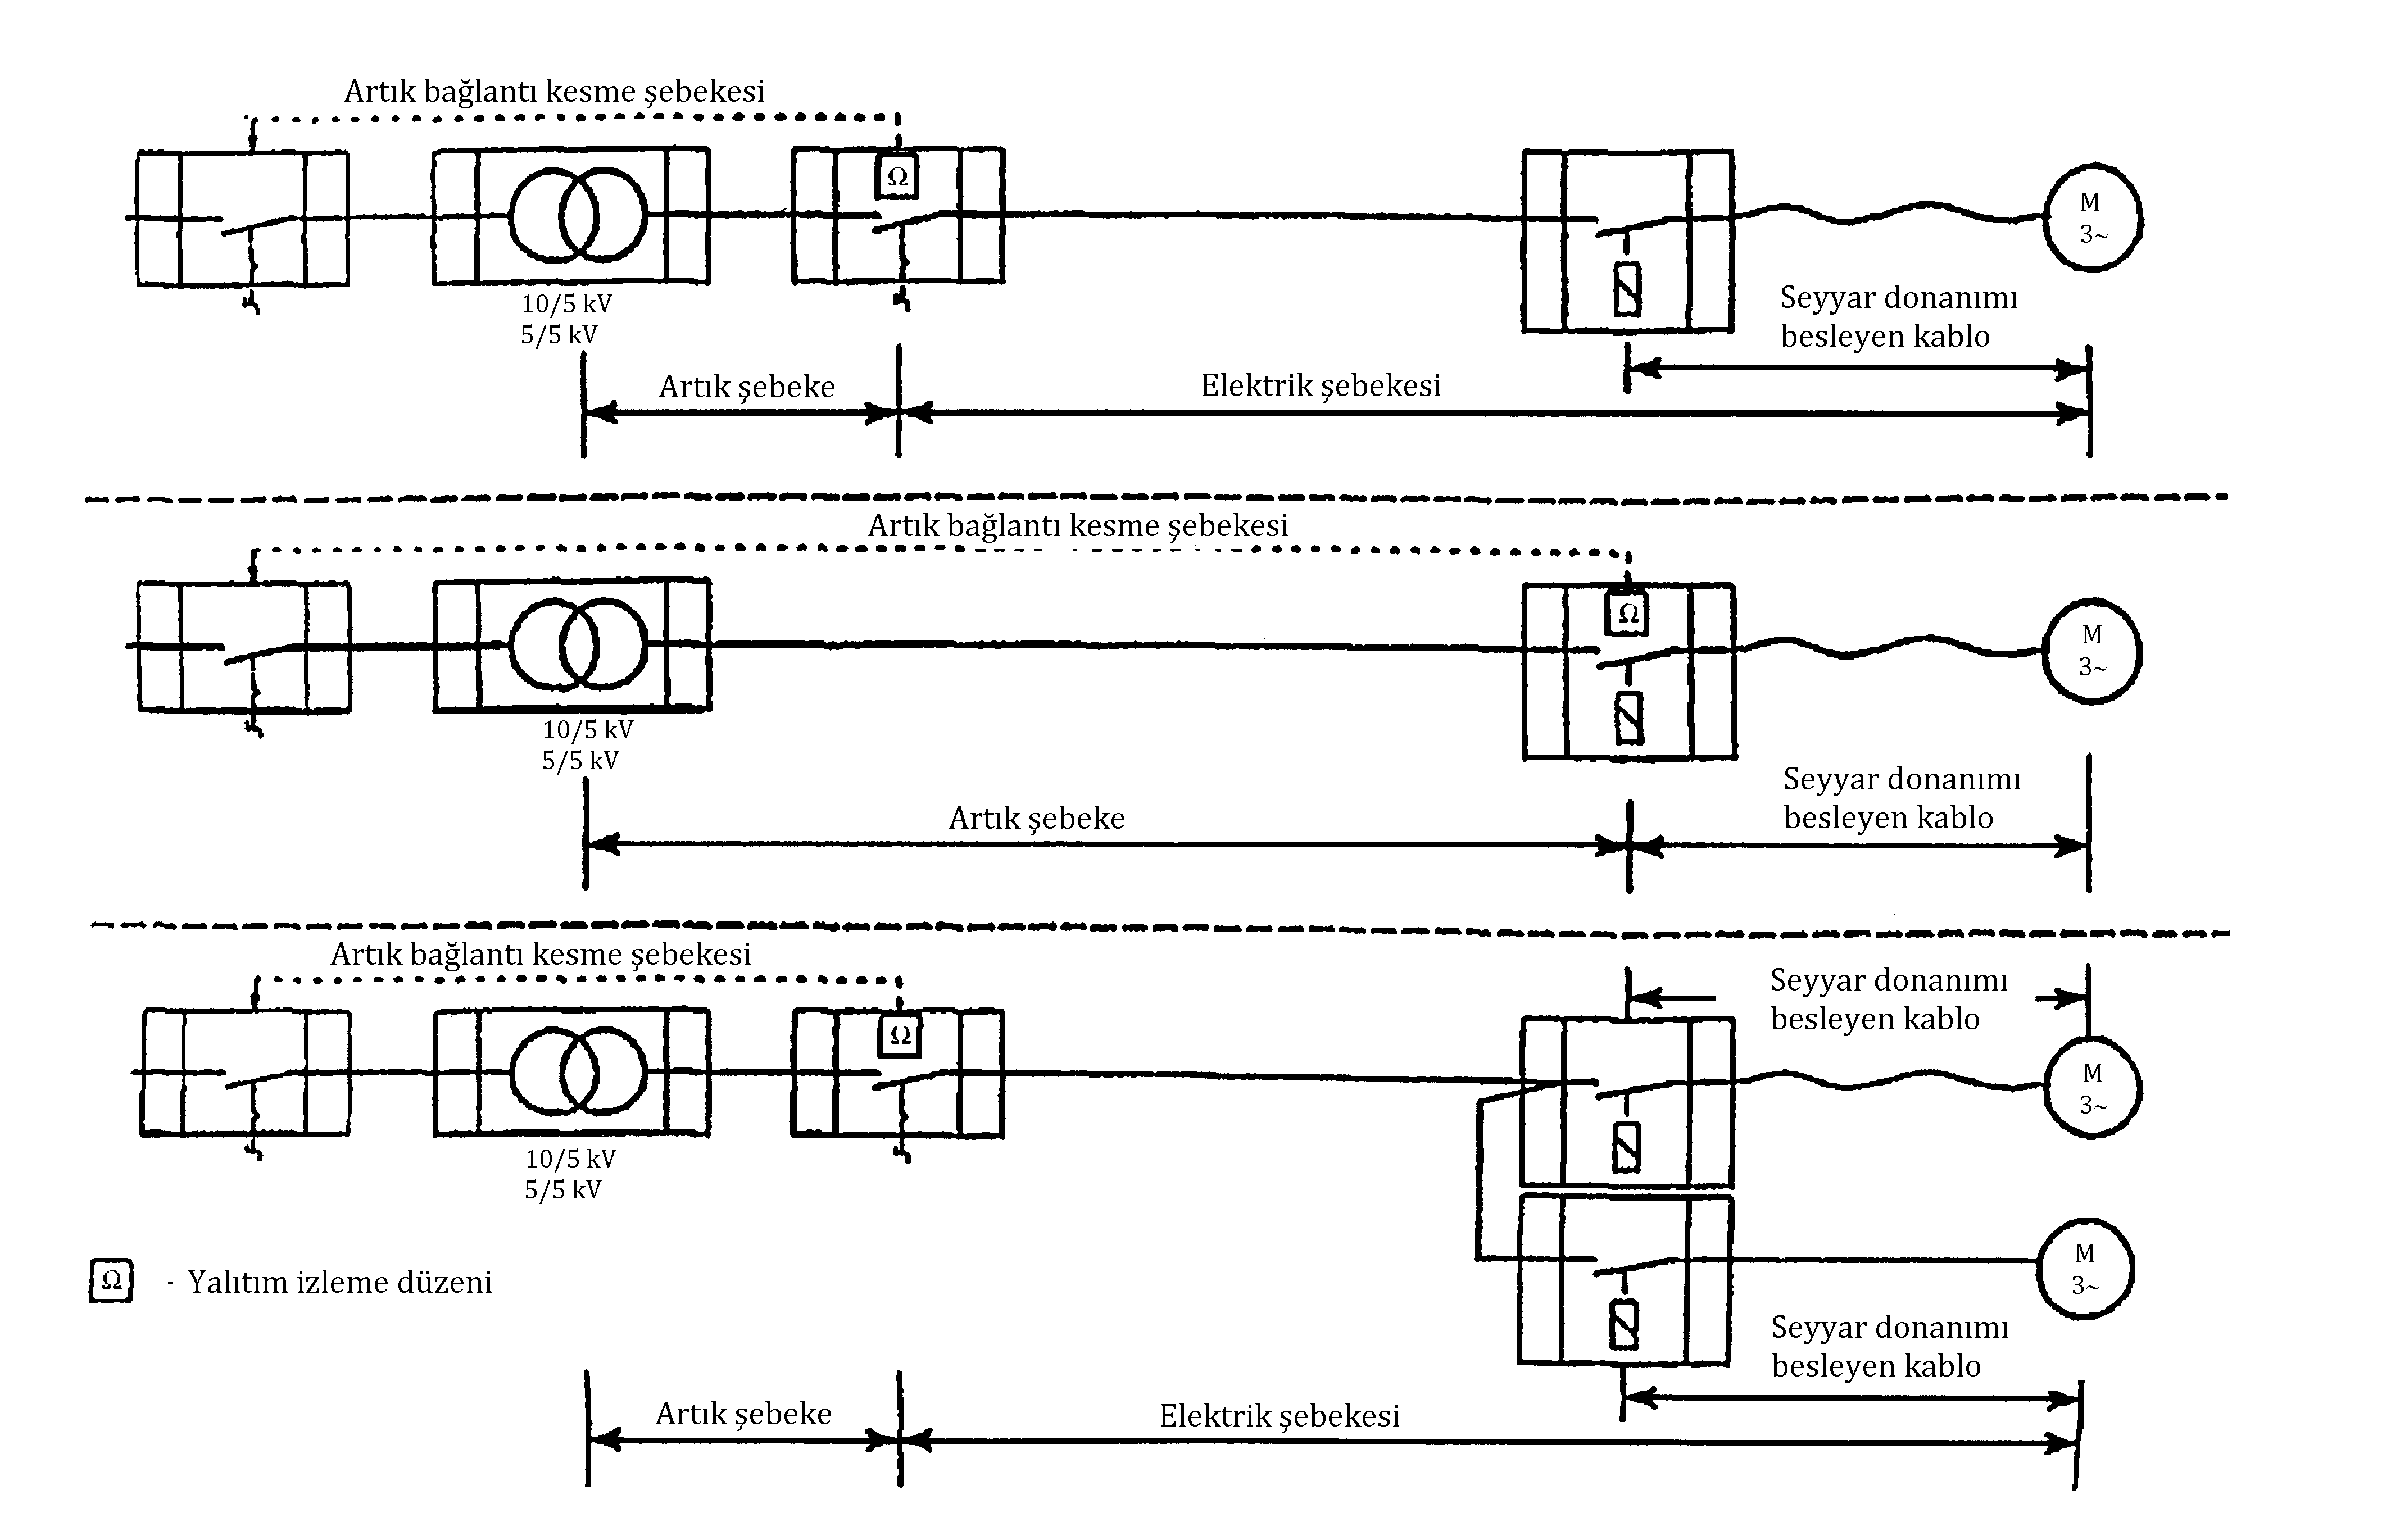 Artık bağlantı kesme şebekesi
Ω
M
3~
10/5 kV
5/5 kV
Seyyar donanımı
besleyen kablo
Artık şebeke
Elektrik şebekesi
Artık bağlantı kesme şebekesi
Ω
M
3~
10/5 kV
5/5 kV
Seyyar donanımı
besleyen kablo
Artık şebeke
Artık bağlantı kesme şebekesi
Seyyar donanımı
besleyen kablo
Ω
M
3~
10/5 kV
5/5 kV
M
3~
Ω - Yalıtım izleme düzeni
Seyyar donanımı
besleyen kablo
Artık şebeke
Elektrik şebekesi